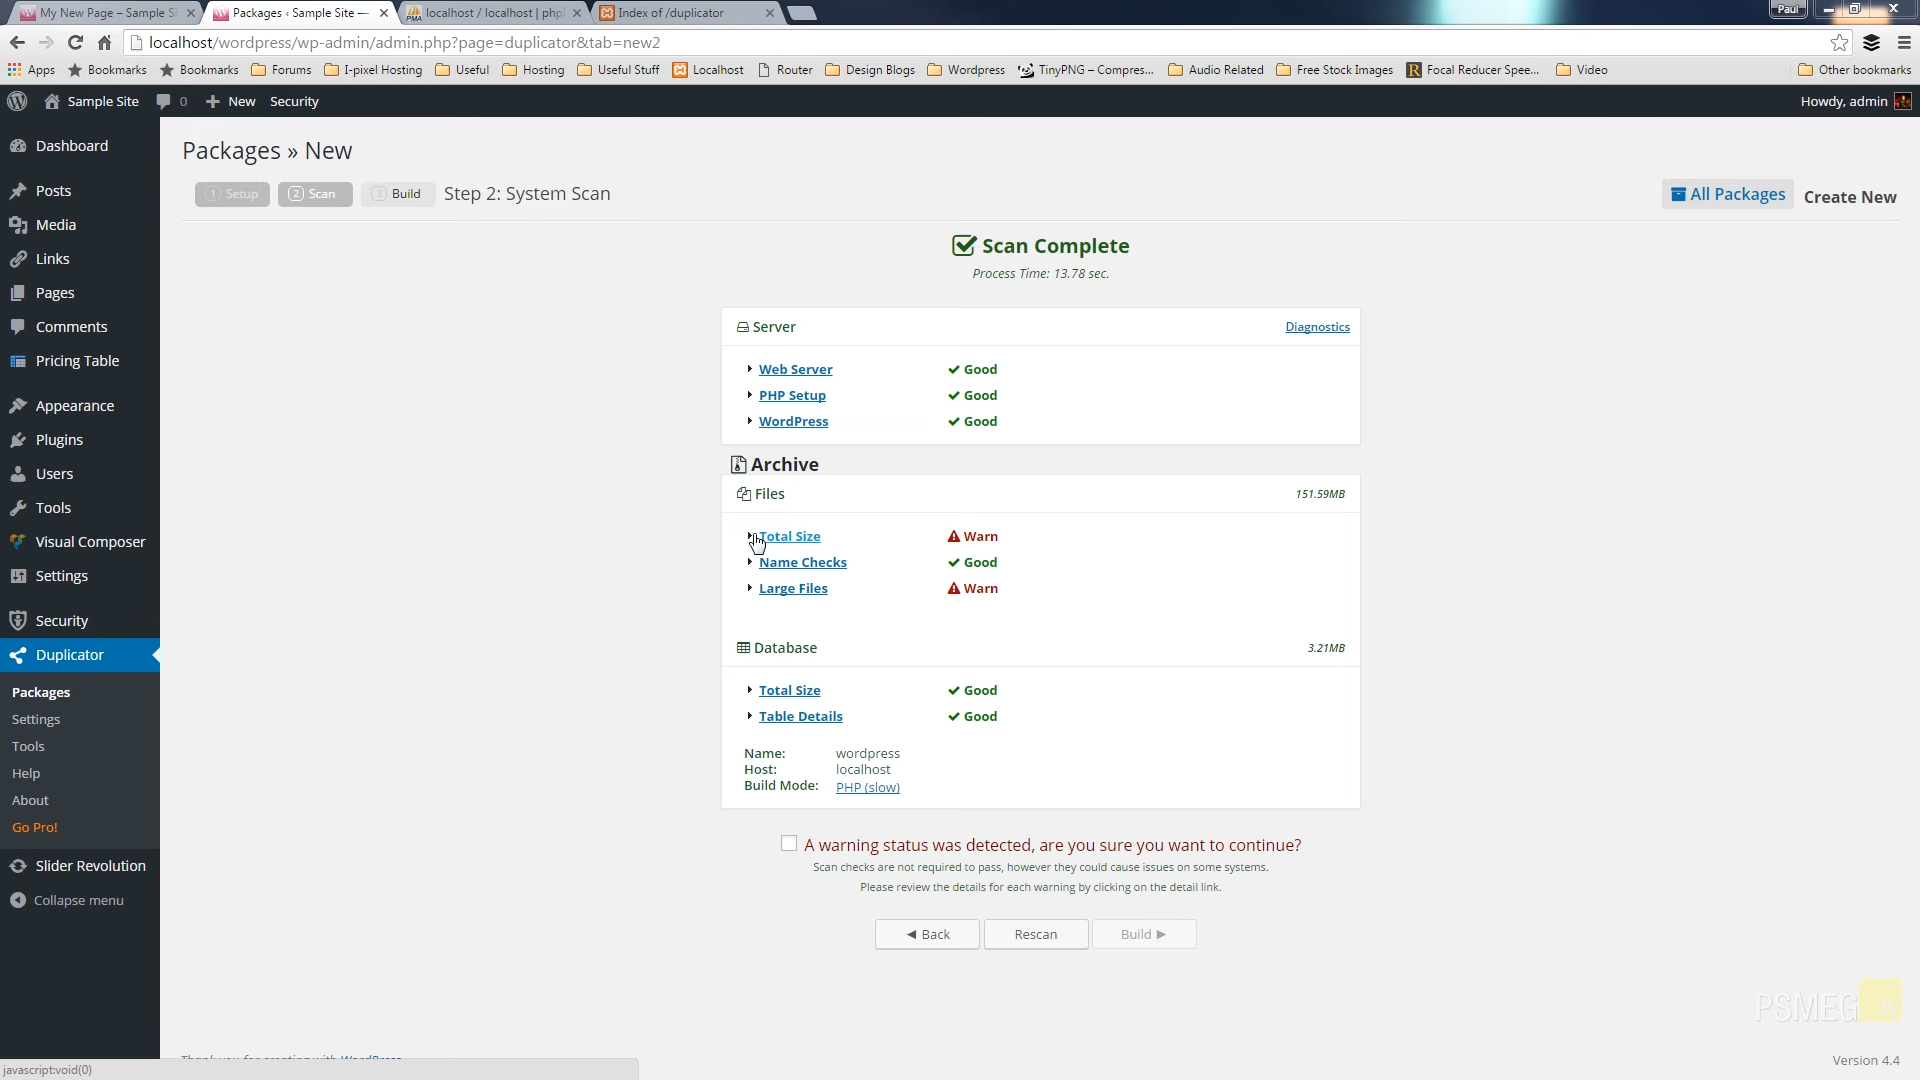 My New Page – Sample Si
Packages ‹ Sample Site —
localhost / localhost | php
Index of /duplicator
Paul
localhost/wordpress/wp-admin/admin.php?page=duplicator&tab=new2
Apps
Bookmarks
Bookmarks
Forums
I-pixel Hosting
Useful
Hosting
Useful Stuff
Localhost
Router
Design Blogs
Wordpress
TinyPNG – Compres...
Audio Related
Free Stock Images
Focal Reducer Spee...
Video
Other bookmarks
Sample Site
0
New
Security
Howdy, admin
Dashboard
Posts
Media
Links
Pages
Comments
Pricing Table
Appearance
Plugins
Users
Tools
Visual Composer
Settings
Security
Duplicator
Packages
Settings
Tools
Help
About
Go Pro!
Slider Revolution
Collapse menu
Packages » New
1 Setup
2 Scan
3 Build
Step 2: System Scan
All Packages
Create New
Scan Complete
Process Time: 13.78 sec.
Server
Diagnostics
Web Server
Good
PHP Setup
Good
WordPress
Good
Archive
Files
151.59MB
Total Size
Warn
Name Checks
Good
Large Files
Warn
Database
3.21MB
Total Size
Good
Table Details
Good
Name: wordpress
Host: localhost
Build Mode: PHP (slow)
A warning status was detected, are you sure you want to continue?
Scan checks are not required to pass, however they could cause issues on some systems.
Please review the details for each warning by clicking on the detail link.
◄ Back
Rescan
Build ►
PSMEG
Thank you for creating with WordPress
Version 4.4
javascript:void(0)